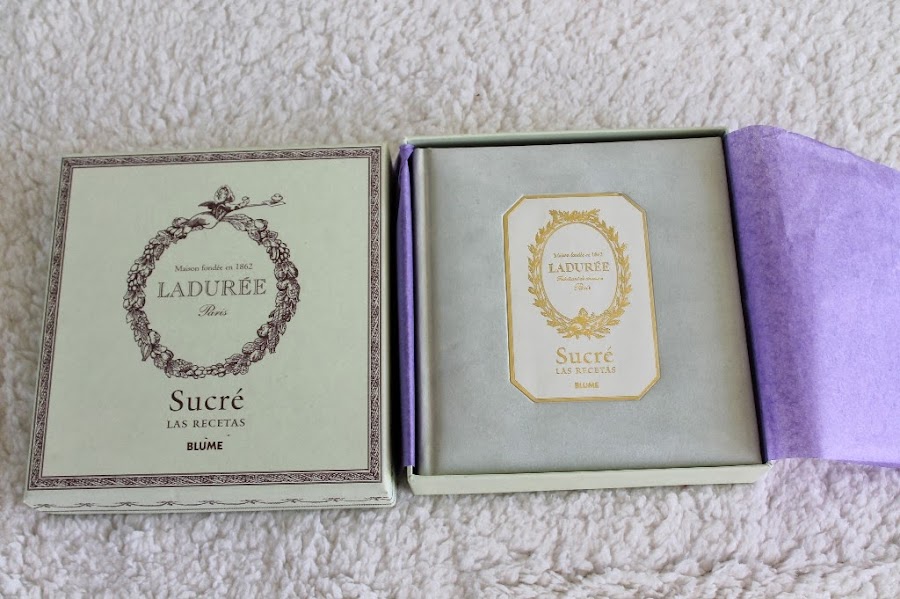 Maison fondée en 1862
LADURÉE
Paris
Sucré
LAS RECETAS
BLUME
Maison fondée en 1862
LADURÉE
Paris
Sucré
LAS RECETAS
BLUME